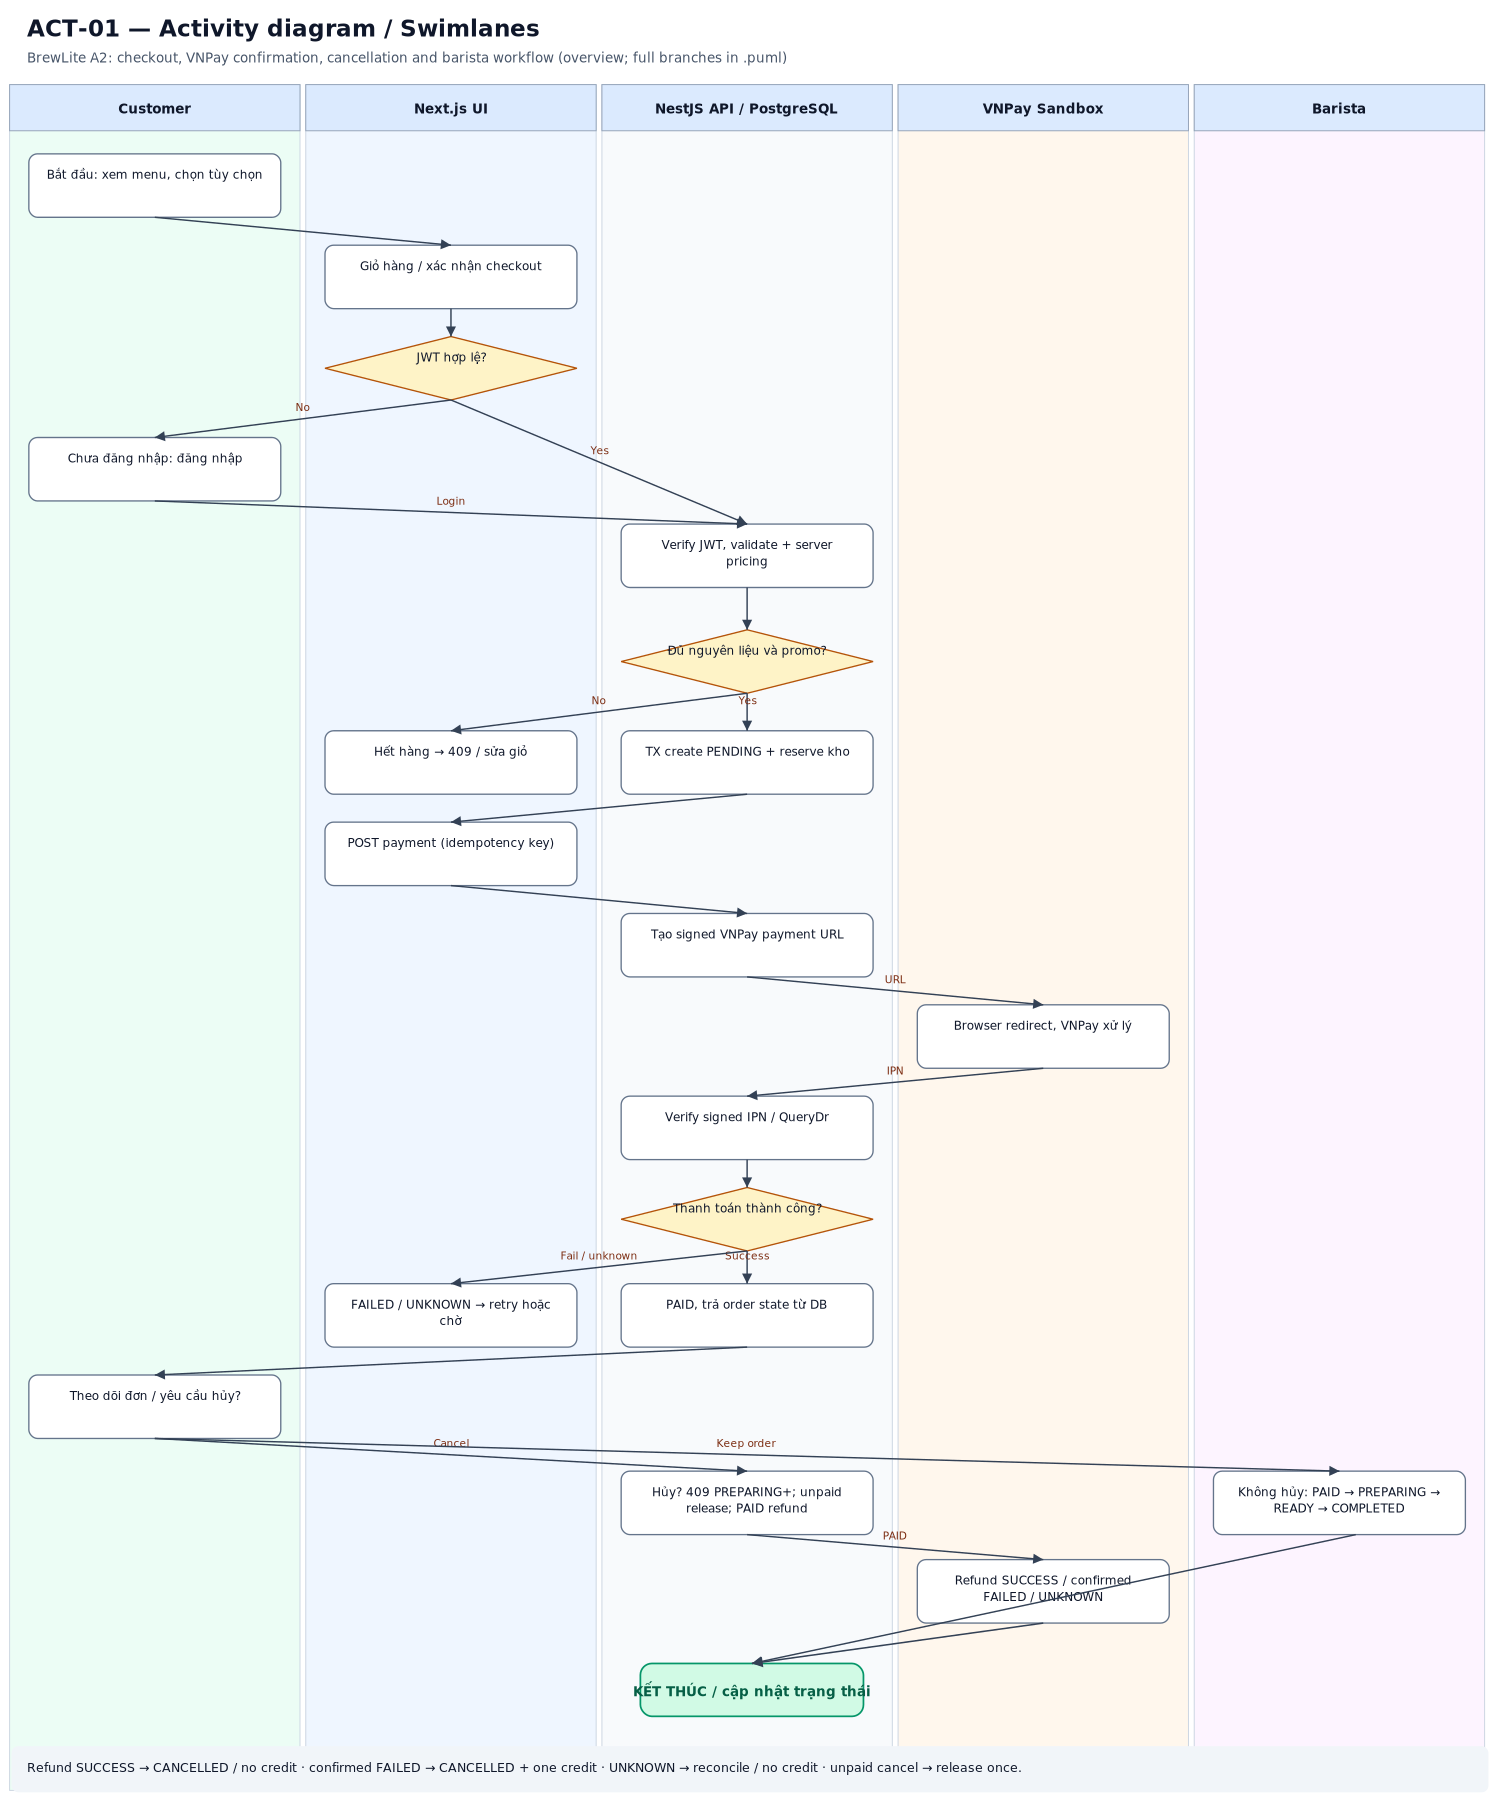 ACT-01 — Activity diagram / Swimlanes
BrewLite A2: checkout, VNPay confirmation, cancellation and barista workflow (overview; full branches in .puml)
Customer
Next.js UI
NestJS API / PostgreSQL
VNPay Sandbox
Barista
Bắt đầu: xem menu, chọn tùy chọn
Giỏ hàng / xác nhận checkout
JWT hợp lệ?
No
Yes
Chưa đăng nhập: đăng nhập
Login
Verify JWT, validate + server
pricing
Đủ nguyên liệu và promo?
No
Yes
Hết hàng → 409 / sửa giỏ
TX create PENDING + reserve kho
POST payment (idempotency key)
Tạo signed VNPay payment URL
URL
Browser redirect, VNPay xử lý
IPN
Verify signed IPN / QueryDr
Thanh toán thành công?
Fail / unknown
Success
FAILED / UNKNOWN → retry hoặc
chờ
PAID, trả order state từ DB
Theo dõi đơn / yêu cầu hủy?
Cancel
Keep order
Hủy? 409 PREPARING+; unpaid
release; PAID refund
Không hủy: PAID → PREPARING →
READY → COMPLETED
PAID
Refund SUCCESS / confirmed
FAILED / UNKNOWN
KẾT THÚC / cập nhật trạng thái
Refund SUCCESS → CANCELLED / no credit · confirmed FAILED → CANCELLED + one credit · UNKNOWN → reconcile / no credit · unpaid cancel → release once.